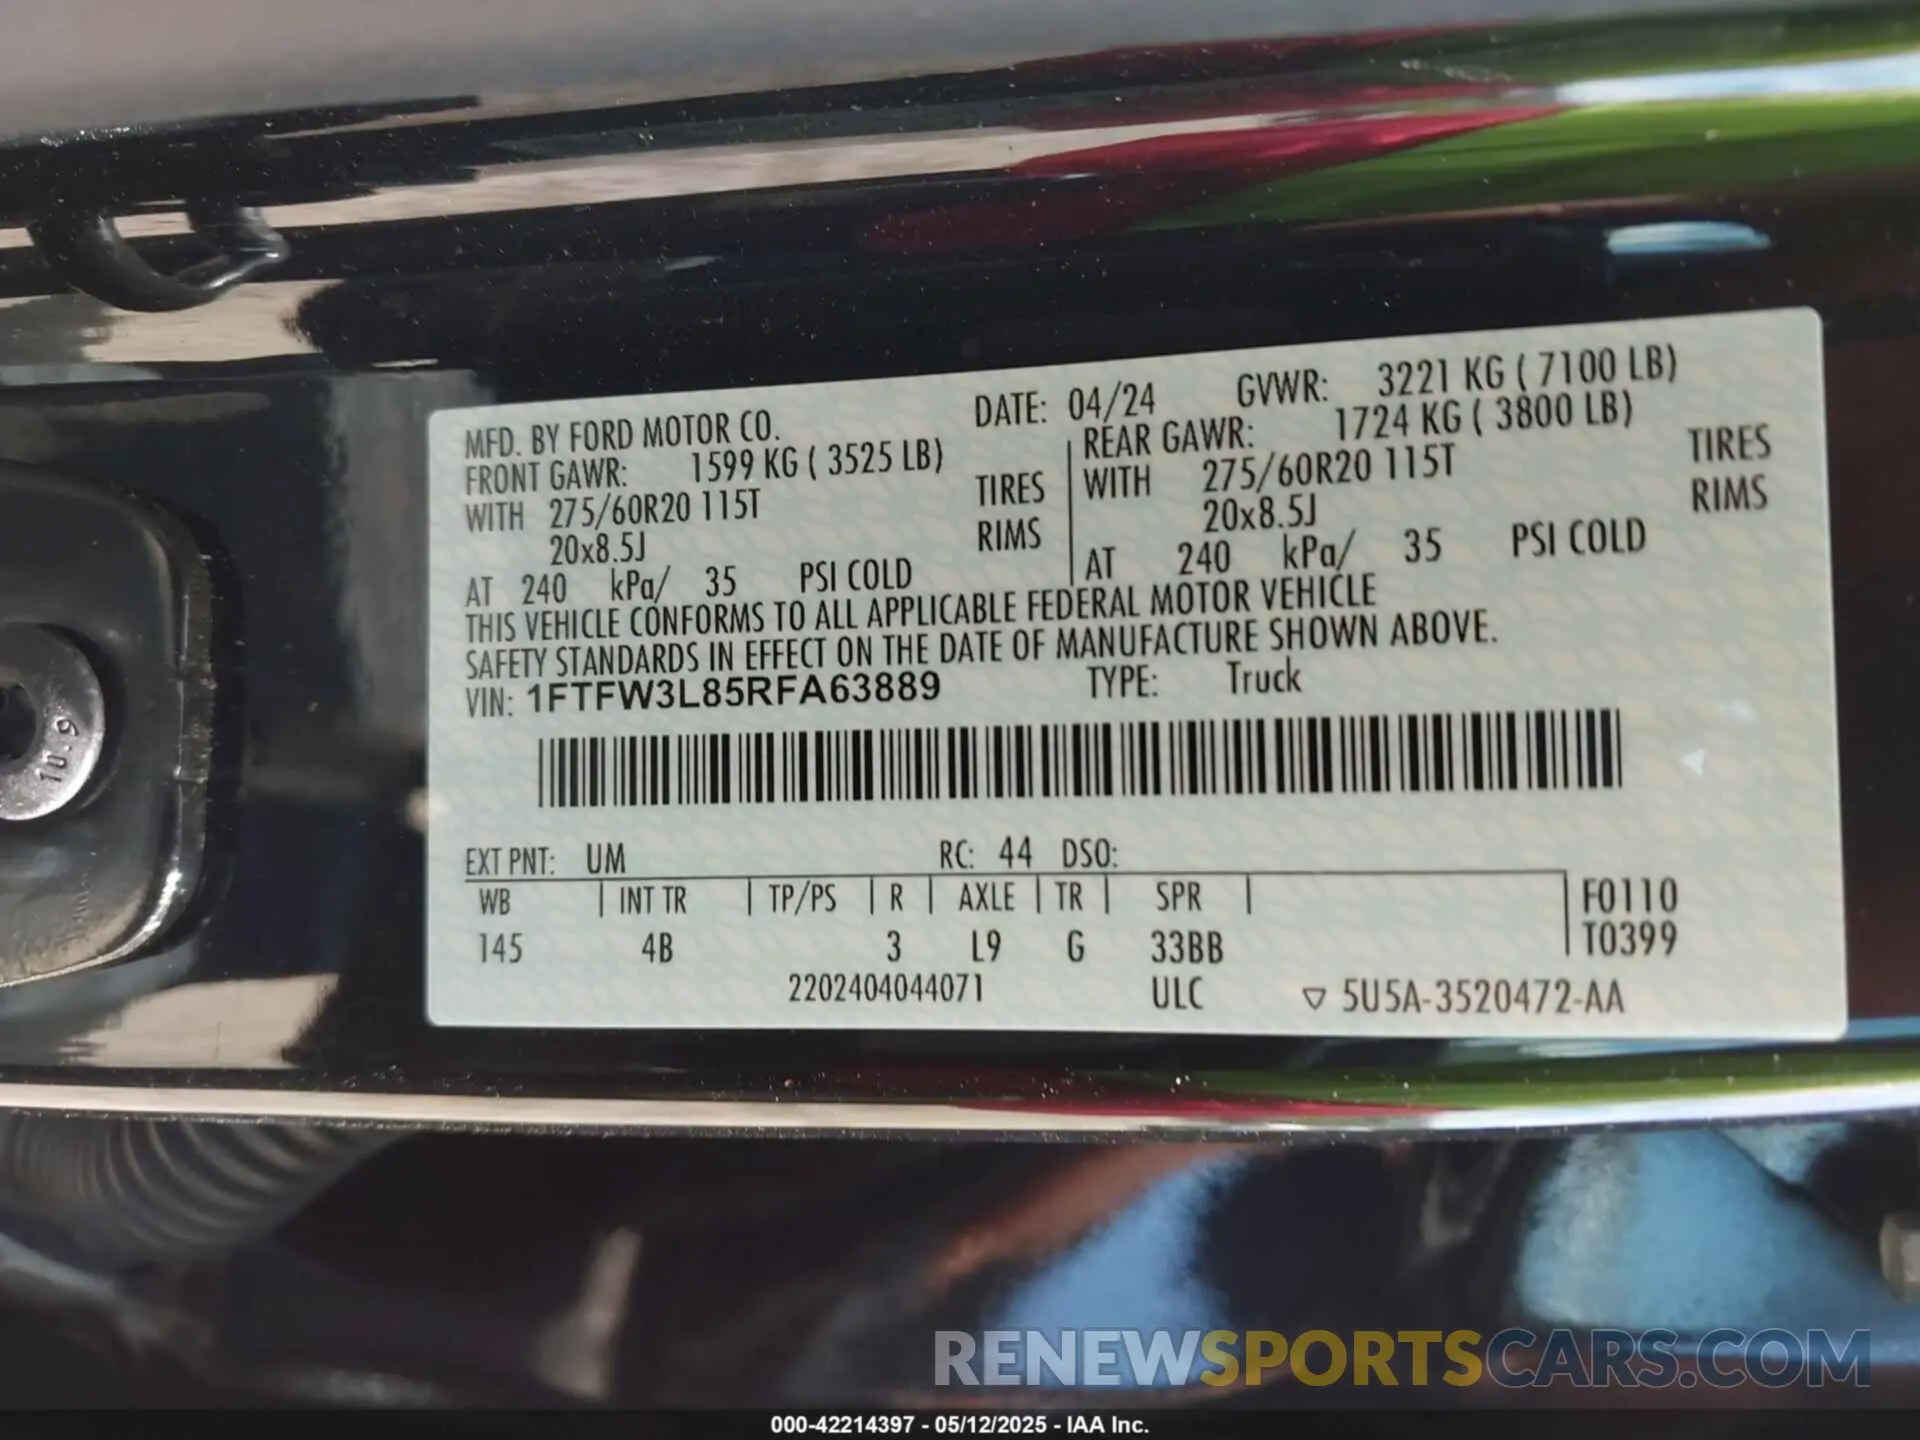 MFD. BY FORD MOTOR CO. DATE: 04/24 GVWR: 3221 KG ( 7100 LB)
FRONT GAWR: 1599 KG ( 3525 LB) REAR GAWR: 1724 KG ( 3800 LB)
WITH 275/60R20 115T TIRES WITH 275/60R20 115T TIRES
20x8.5J RIMS 20x8.5J RIMS
AT 240 kPa/ 35 PSI COLD AT 240 kPa/ 35 PSI COLD
THIS VEHICLE CONFORMS TO ALL APPLICABLE FEDERAL MOTOR VEHICLE
SAFETY STANDARDS IN EFFECT ON THE DATE OF MANUFACTURE SHOWN ABOVE.
VIN: 1FTFW3L85RFA63889 TYPE: Truck
EXT PNT: UM RC: 44 DSO:
WB INT TR TP/PS R AXLE TR SPR F0110
145 4B 3 L9 G 33BB T0399
2202404044071 ULC ▽ 5U5A-3520472-AA
10.9
RENEWSPORTSCARS.COM
000-42214397 - 05/12/2025 - IAA Inc.